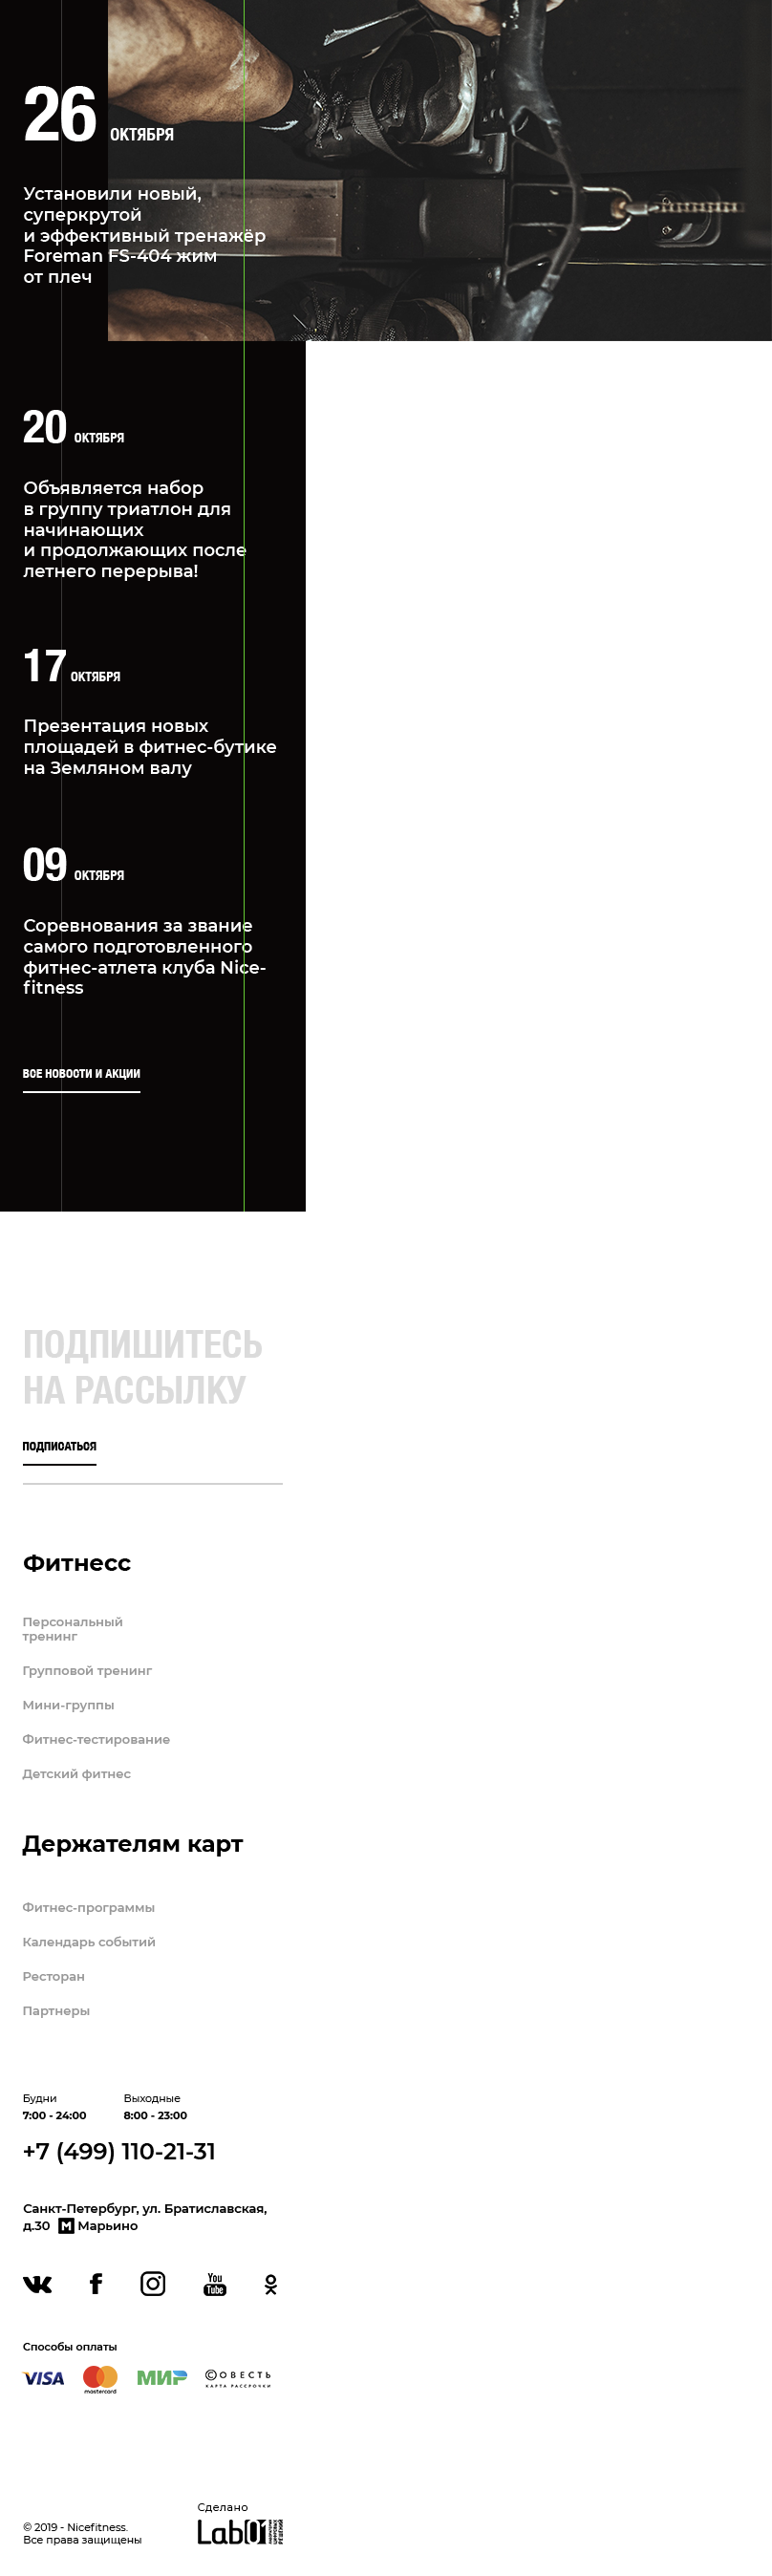 26 ОКТЯБРЯ
Установили новый,
суперкрутой
и эффективный тренажёр
Foreman FS-404 жим
от плеч
20 ОКТЯБРЯ
Объявляется набор
в группу триатлон для
начинающих
и продолжающих после
летнего перерыва!
17 ОКТЯБРЯ
Презентация новых
площадей в фитнес-бутике
на Земляном валу
09 ОКТЯБРЯ
Соревнования за звание
самого подготовленного
фитнес-атлета клуба Nice-
fitness
ВСЕ НОВОСТИ И АКЦИИ
ПОДПИШИТЕСЬ
НА РАССЫЛКУ
ПОДПИСАТЬСЯ
Фитнесс
Персональный
тренинг
Групповой тренинг
Мини-группы
Фитнес-тестирование
Детский фитнес
Держателям карт
Фитнес-программы
Календарь событий
Ресторан
Партнеры
Будни Выходные
7:00 - 24:00 8:00 - 23:00
+7 (499) 110-21-31
Санкт-Петербург, ул. Братиславская,
д.30 М Марьино
You
Tube
Способы оплаты
VISA mastercard МИР СОВЕСТЬ
КАРТА РАССРОЧКИ
Сделано
Lab01
© 2019 - Nicefitness.
Все права защищены